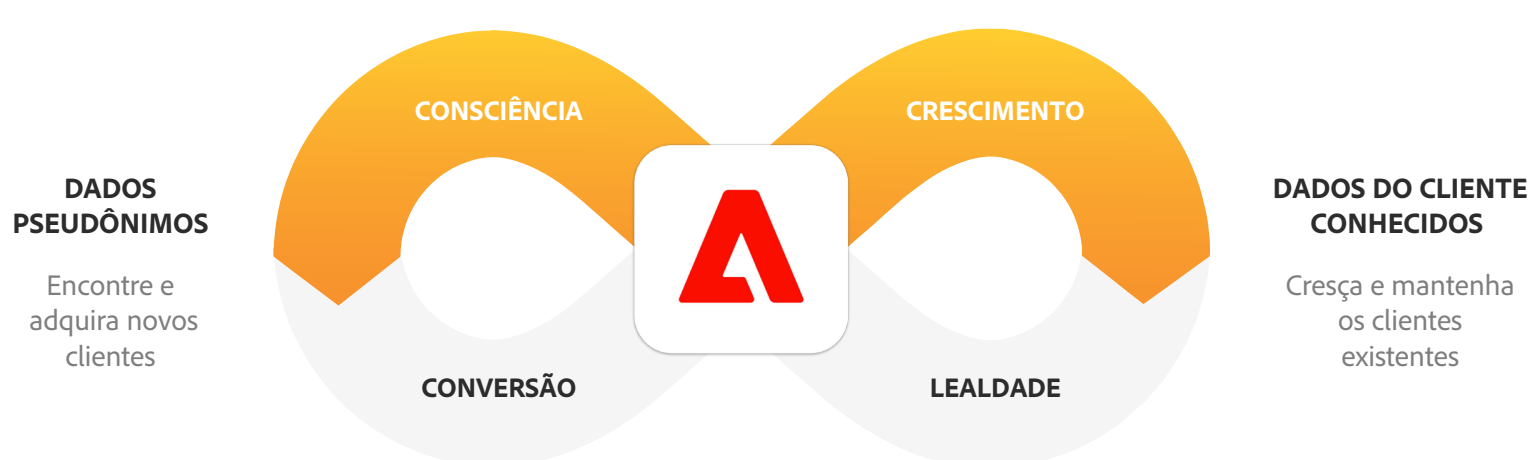 DADOS
PSEUDÔNIMOS
Encontre e
adquira novos
clientes
CONSCIÊNCIA
CONVERSÃO
CRESCIMENTO
LEALDADE
DADOS DO CLIENTE
CONHECIDOS
Cresça e mantenha
os clientes
existentes